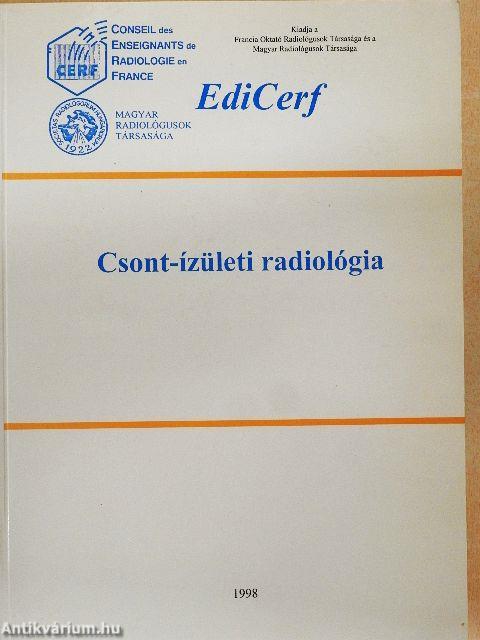 CONSEIL des
ENSEIGNANTS de
RADIOLOGIE en
FRANCE
CERF
Kiadja a
Francia Oktató Radiológusok Társasága és a
Magyar Radiológusok Társasága
EdiCerf
MAGYAR
RADIOLÓGUSOK
TÁRSASÁGA
1922
Csont-ízületi radiológia
1998
Antikvárium.hu